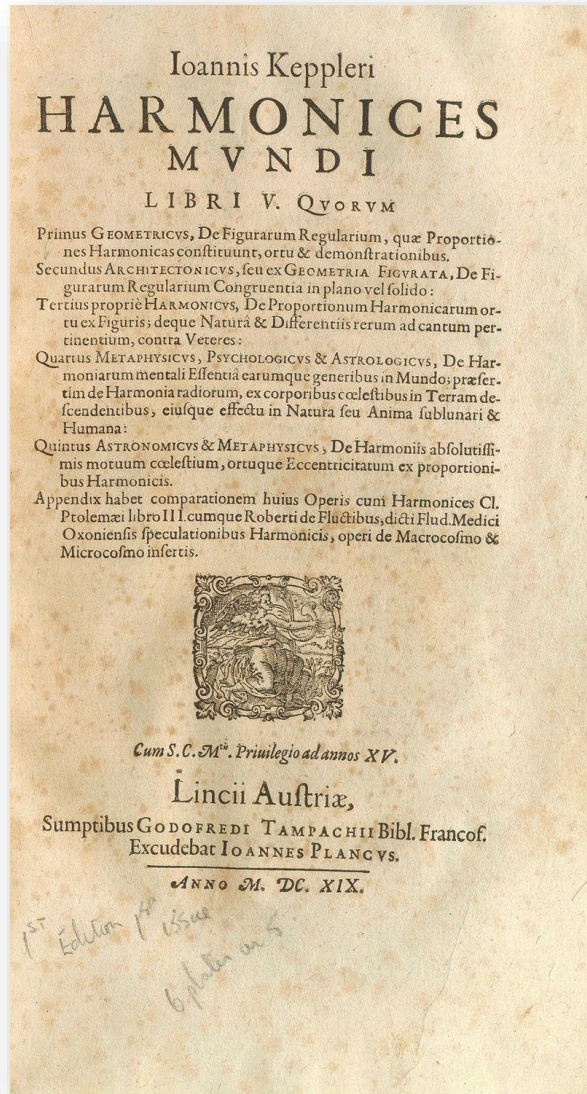 Ioannis Keppleri
HARMONICES
MVNDI
LIBRI V. QVORVM
Primus GEOMETRICVS, De Figurarum Regularium, quæ Proportio-
nes Harmonicas conſtituunt, ortu & demonſtrationibus.
Secundus ARCHITECTONICVS, ſeu ex GEOMETRIA FIGVRATA, De Fi-
gurarum Regularium Congruentia in plano vel ſolido:
Tertius propriè HARMONICVS, De Proportionum Harmonicarum or-
tu ex Figuris; deque Naturâ & Differentiis rerum ad cantum per-
tinentium, contra Veteres:
Quartus METAPHYSICVS, PSYCHOLOGICVS & ASTROLOGICVS, De Har-
moniarum mentali Eſſentiâ earumque generibus in Mundo; præſer-
tim de Harmonia radiorum, ex corporibus cœleſtibus in Terram de-
ſcendentibus, eiuſque effectu in Natura ſeu Anima ſublunari &
Humana:
Quintus ASTRONOMICVS & METAPHYSICVS, De Harmoniis abſolutiſſi-
mis motuum cœleſtium, ortuque Eccentricitatum ex proportioni-
bus Harmonicis.
Appendix habet comparationem huius Operis cum Harmonices Cl.
Ptolemæi libro III. cumque Roberti de Fluctibus, dicti Flud. Medici
Oxonienſis ſpeculationibus Harmonicis, operi de Macrocoſmo &
Microcoſmo inſertis.
Cum S. C. Mtis. Priuilegio ad annos XV.
Lincii Auſtriæ,
Sumptibus GODOFREDI TAMPACHII Bibl. Francof.
Excudebat IOANNES PLANCVS.
ANNO M. DC. XIX.
1ST Edition 1st issue
6 plates or 5